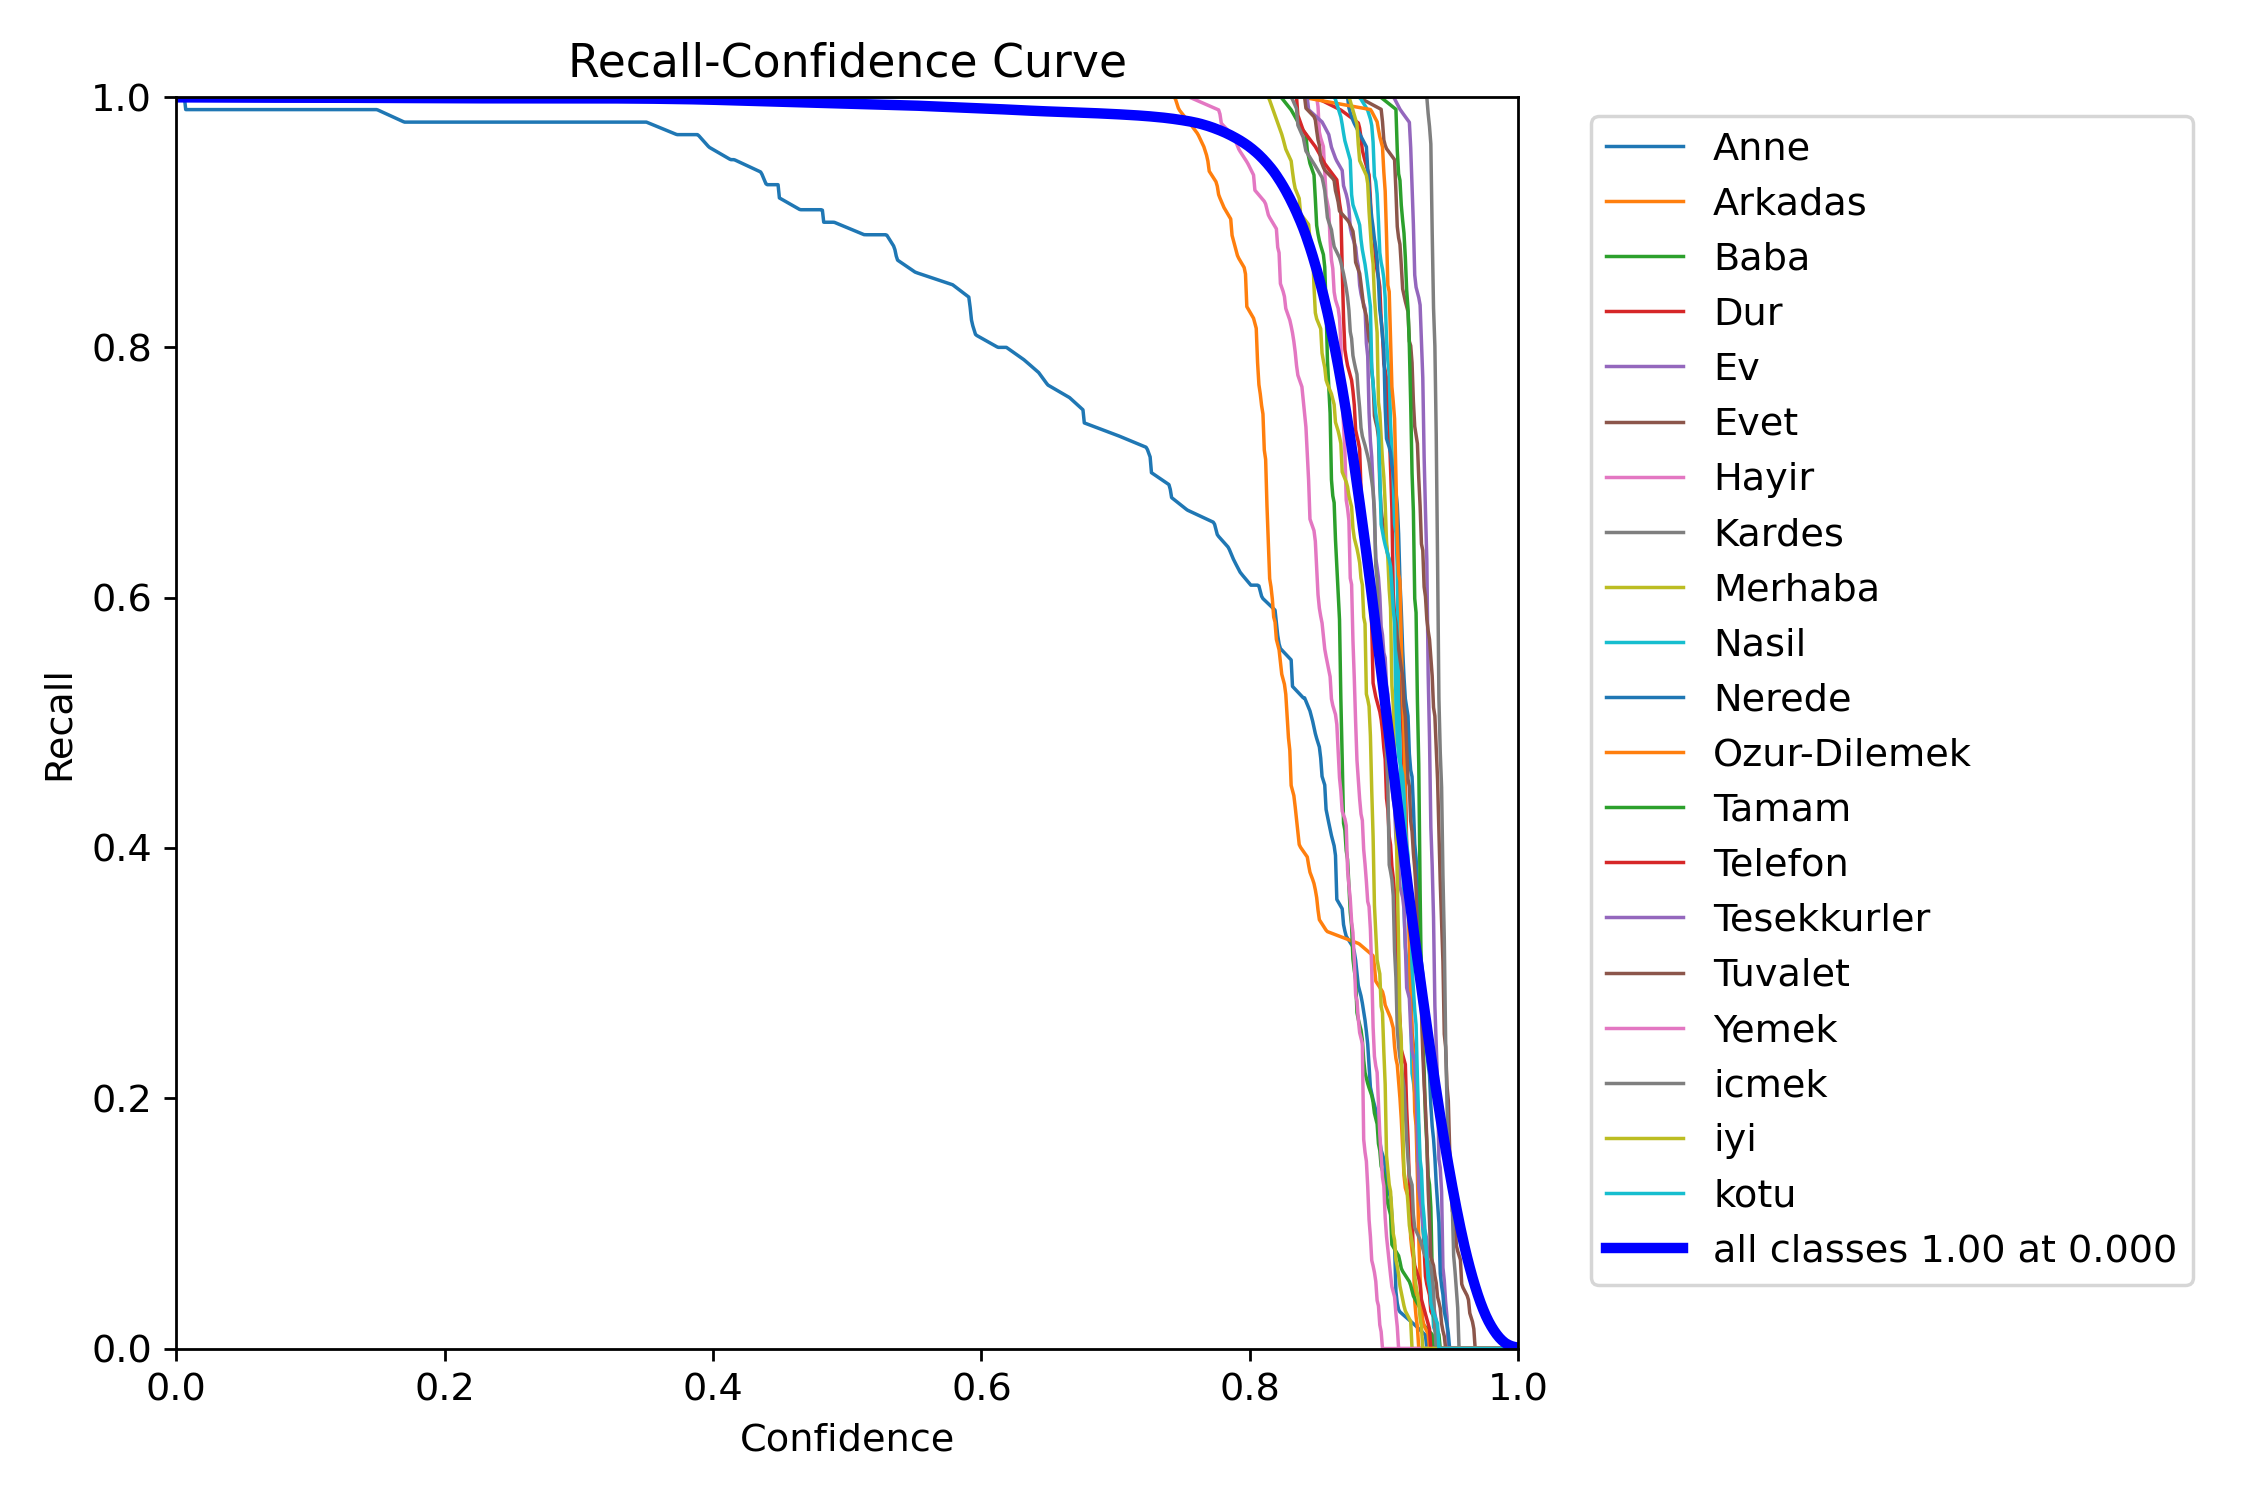 Recall-Confidence Curve
1.0
0.8
0.6
0.4
0.2
0.0
Recall
0.0 0.2 0.4 0.6 0.8 1.0
Confidence
Anne
Arkadas
Baba
Dur
Ev
Evet
Hayir
Kardes
Merhaba
Nasil
Nerede
Ozur-Dilemek
Tamam
Telefon
Tesekkurler
Tuvalet
Yemek
icmek
iyi
kotu
all classes 1.00 at 0.000